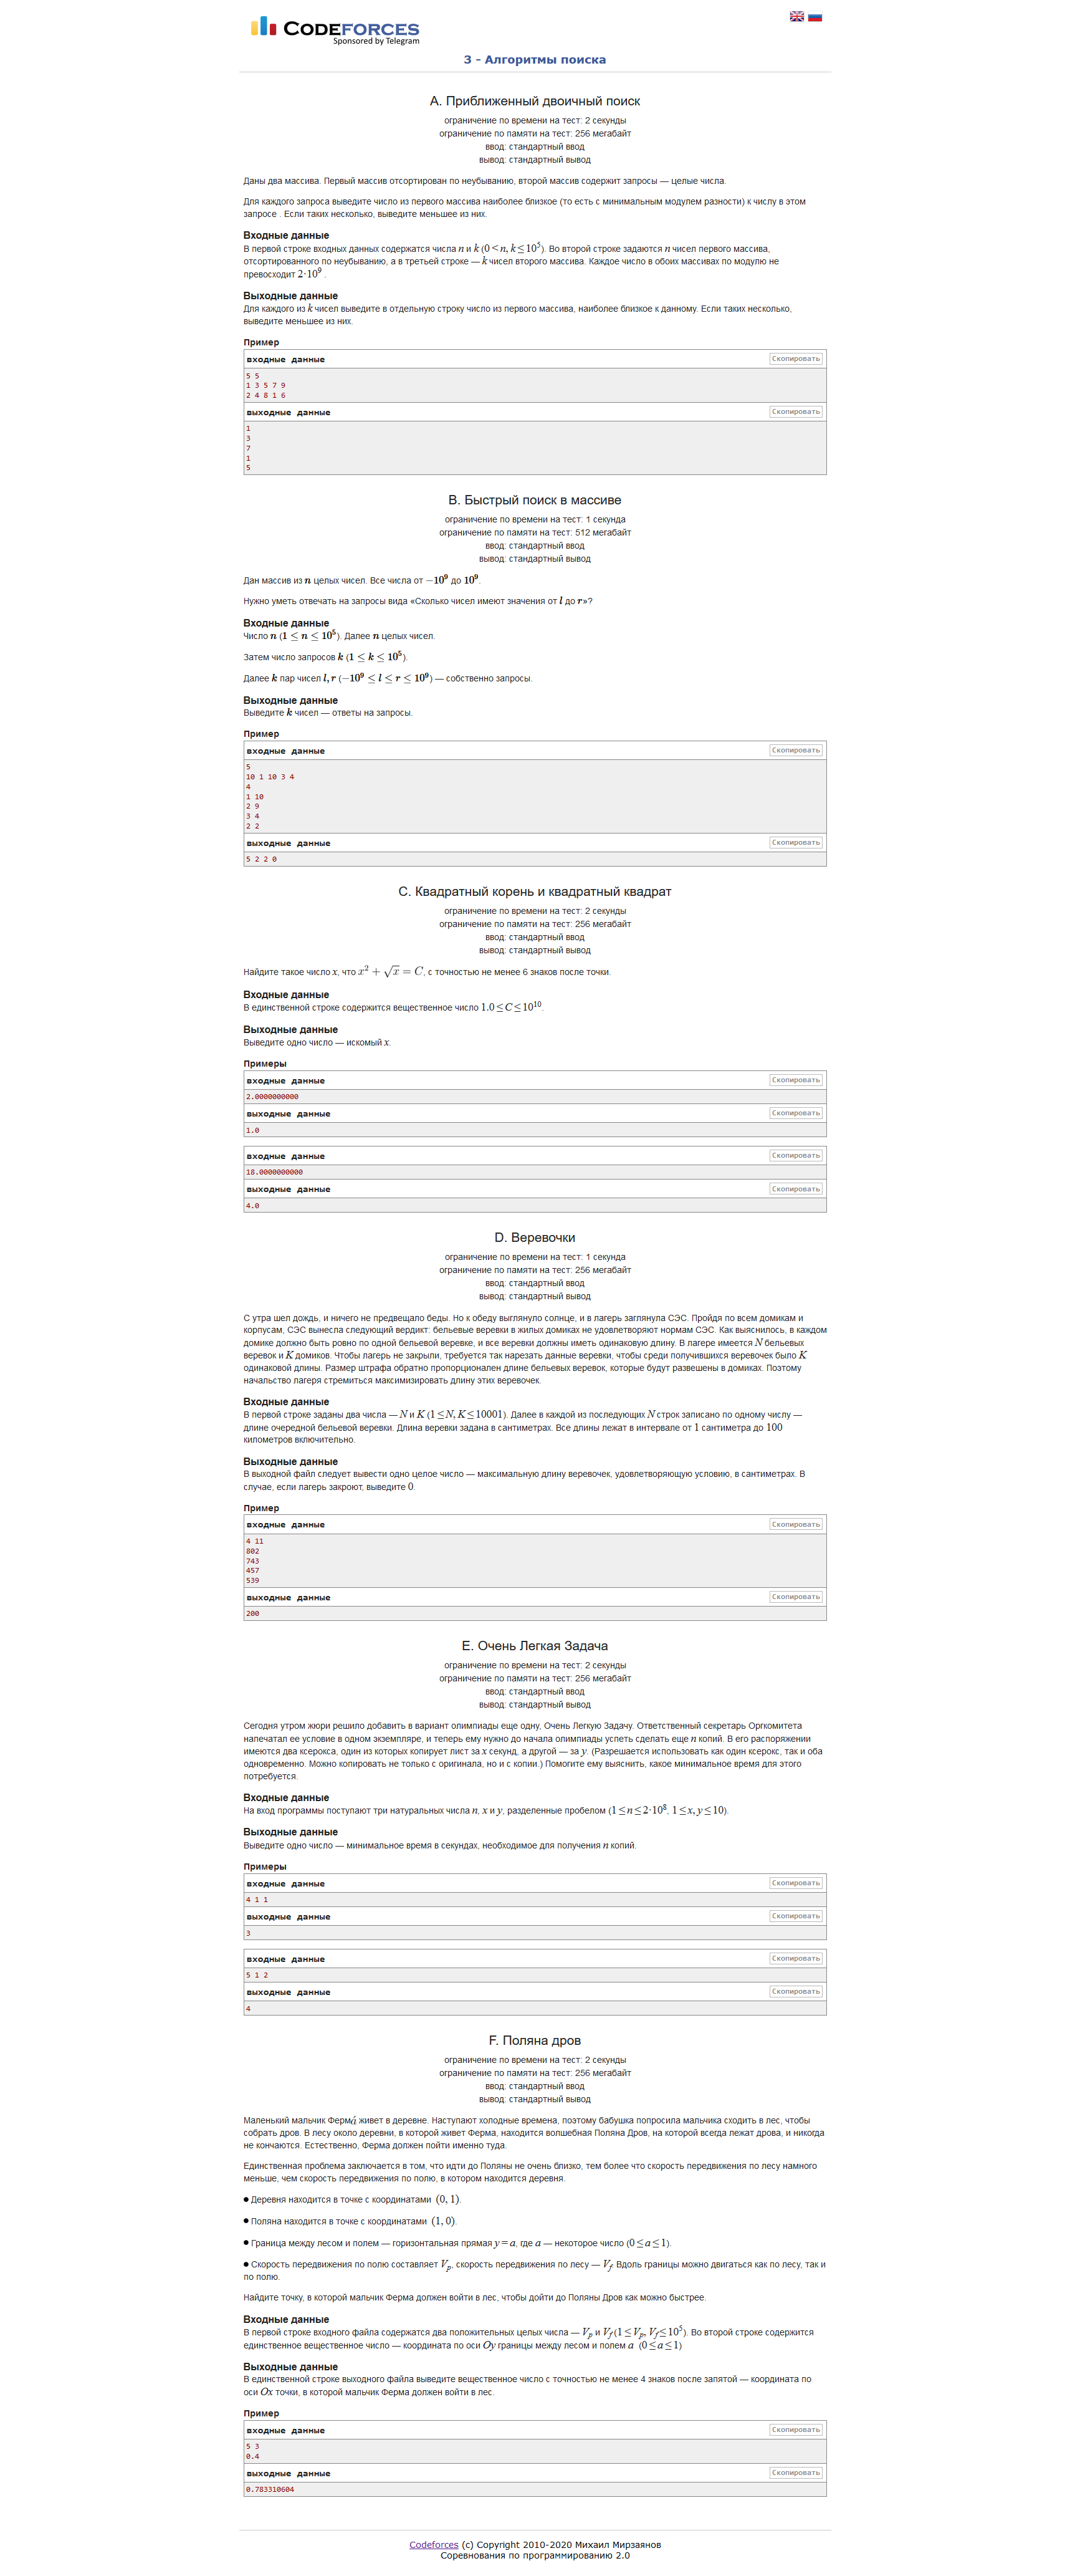 CODEFORCES
Sponsored by Telegram
3 - Алгоритмы поиска
A. Приближенный двоичный поиск
ограничение по времени на тест: 2 секунды
ограничение по памяти на тест: 256 мегабайт
ввод: стандартный ввод
вывод: стандартный вывод
Даны два массива. Первый массив отсортирован по неубыванию, второй массив содержит запросы — целые числа.
Для каждого запроса выведите число из первого массива наиболее близкое (то есть с минимальным модулем разности) к числу в этом
запросе . Если таких несколько, выведите меньшее из них.
Входные данные
В первой строке входных данных содержатся числа n и k (0 < n, k ≤ 10^5). Во второй строке задаются n чисел первого массива,
отсортированного по неубыванию, а в третьей строке — k чисел второго массива. Каждое число в обоих массивах по модулю не
превосходит 2·10^9 .
Выходные данные
Для каждого из k чисел выведите в отдельную строку число из первого массива, наиболее близкое к данному. Если таких несколько,
выведите меньшее из них.
Пример
входные данные Скопировать
5 5
1 3 5 7 9
2 4 8 1 6
выходные данные Скопировать
1
3
7
1
5
B. Быстрый поиск в массиве
ограничение по времени на тест: 1 секунда
ограничение по памяти на тест: 512 мегабайт
ввод: стандартный ввод
вывод: стандартный вывод
Дан массив из n целых чисел. Все числа от −10^9 до 10^9.
Нужно уметь отвечать на запросы вида «Сколько чисел имеют значения от l до r»?
Входные данные
Число n (1 ≤ n ≤ 10^5). Далее n целых чисел.
Затем число запросов k (1 ≤ k ≤ 10^5).
Далее k пар чисел l, r (−10^9 ≤ l ≤ r ≤ 10^9) — собственно запросы.
Выходные данные
Выведите k чисел — ответы на запросы.
Пример
входные данные Скопировать
5
10 1 10 3 4
4
1 10
2 9
3 4
2 2
выходные данные Скопировать
5 2 2 0
C. Квадратный корень и квадратный квадрат
ограничение по времени на тест: 2 секунды
ограничение по памяти на тест: 256 мегабайт
ввод: стандартный ввод
вывод: стандартный вывод
Найдите такое число x, что x^2 + √x = C, с точностью не менее 6 знаков после точки.
Входные данные
В единственной строке содержится вещественное число 1.0 ≤ C ≤ 10^10.
Выходные данные
Выведите одно число — искомый x.
Примеры
входные данные Скопировать
2.0000000000
выходные данные Скопировать
1.0
входные данные Скопировать
18.0000000000
выходные данные Скопировать
4.0
D. Веревочки
ограничение по времени на тест: 1 секунда
ограничение по памяти на тест: 256 мегабайт
ввод: стандартный ввод
вывод: стандартный вывод
С утра шел дождь, и ничего не предвещало беды. Но к обеду выглянуло солнце, и в лагерь заглянула СЭС. Пройдя по всем домикам и
корпусам, СЭС вынесла следующий вердикт: бельевые веревки в жилых домиках не удовлетворяют нормам СЭС. Как выяснилось, в каждом
домике должно быть ровно по одной бельевой веревке, и все веревки должны иметь одинаковую длину. В лагере имеется N бельевых
веревок и K домиков. Чтобы лагерь не закрыли, требуется так нарезать данные веревки, чтобы среди получившихся веревочек было K
одинаковой длины. Размер штрафа обратно пропорционален длине бельевых веревок, которые будут развешены в домиках. Поэтому
начальство лагеря стремиться максимизировать длину этих веревочек.
Входные данные
В первой строке заданы два числа — N и K (1 ≤ N, K ≤ 10001). Далее в каждой из последующих N строк записано по одному числу —
длине очередной бельевой веревки. Длина веревки задана в сантиметрах. Все длины лежат в интервале от 1 сантиметра до 100
километров включительно.
Выходные данные
В выходной файл следует вывести одно целое число — максимальную длину веревочек, удовлетворяющую условию, в сантиметрах. В
случае, если лагерь закроют, выведите 0.
Пример
входные данные Скопировать
4 11
802
743
457
539
выходные данные Скопировать
200
E. Очень Легкая Задача
ограничение по времени на тест: 2 секунды
ограничение по памяти на тест: 256 мегабайт
ввод: стандартный ввод
вывод: стандартный вывод
Сегодня утром жюри решило добавить в вариант олимпиады еще одну, Очень Легкую Задачу. Ответственный секретарь Оргкомитета
напечатал ее условие в одном экземпляре, и теперь ему нужно до начала олимпиады успеть сделать еще n копий. В его распоряжении
имеются два ксерокса, один из которых копирует лист за x секунд, а другой — за y. (Разрешается использовать как один ксерокс, так и оба
одновременно. Можно копировать не только с оригинала, но и с копии.) Помогите ему выяснить, какое минимальное время для этого
потребуется.
Входные данные
На вход программы поступают три натуральных числа n, x и y, разделенные пробелом (1 ≤ n ≤ 2·10^8, 1 ≤ x, y ≤ 10).
Выходные данные
Выведите одно число — минимальное время в секундах, необходимое для получения n копий.
Примеры
входные данные Скопировать
4 1 1
выходные данные Скопировать
3
входные данные Скопировать
5 1 2
выходные данные Скопировать
4
F. Поляна дров
ограничение по времени на тест: 2 секунды
ограничение по памяти на тест: 256 мегабайт
ввод: стандартный ввод
вывод: стандартный вывод
Маленький мальчик Ферма́ живет в деревне. Наступают холодные времена, поэтому бабушка попросила мальчика сходить в лес, чтобы
собрать дров. В лесу около деревни, в которой живет Ферма, находится волшебная Поляна Дров, на которой всегда лежат дрова, и никогда
не кончаются. Естественно, Ферма должен пойти именно туда.
Единственная проблема заключается в том, что идти до Поляны не очень близко, тем более что скорость передвижения по лесу намного
меньше, чем скорость передвижения по полю, в котором находится деревня.
● Деревня находится в точке с координатами (0, 1).
● Поляна находится в точке с координатами (1, 0).
● Граница между лесом и полем — горизонтальная прямая y = a, где a — некоторое число (0 ≤ a ≤ 1).
● Скорость передвижения по полю составляет V_p, скорость передвижения по лесу — V_f. Вдоль границы можно двигаться как по лесу, так и
по полю.
Найдите точку, в которой мальчик Ферма должен войти в лес, чтобы дойти до Поляны Дров как можно быстрее.
Входные данные
В первой строке входного файла содержатся два положительных целых числа — V_p и V_f (1 ≤ V_p, V_f ≤ 10^5). Во второй строке содержится
единственное вещественное число — координата по оси Oy границы между лесом и полем a (0 ≤ a ≤ 1)
Выходные данные
В единственной строке выходного файла выведите вещественное число с точностью не менее 4 знаков после запятой — координата по
оси Ox точки, в которой мальчик Ферма должен войти в лес.
Пример
входные данные Скопировать
5 3
0.4
выходные данные Скопировать
0.783310604
Codeforces (c) Copyright 2010-2020 Михаил Мирзаянов
Соревнования по программированию 2.0